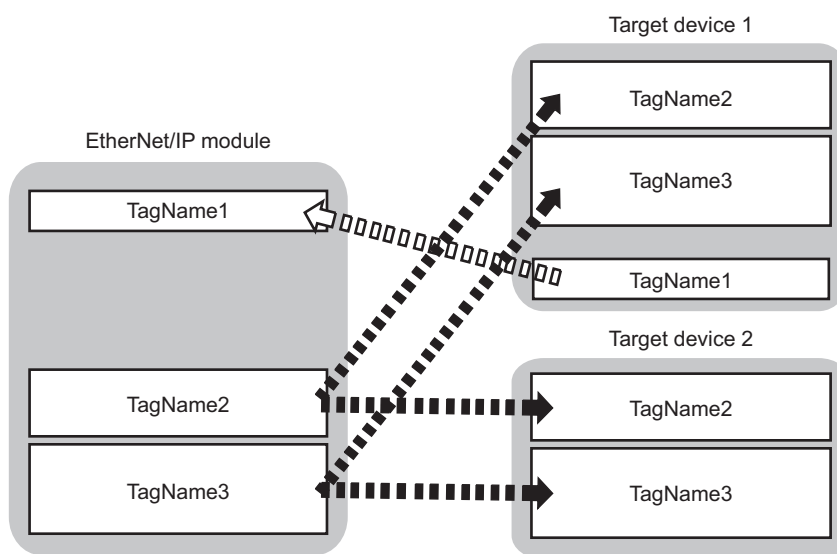 EtherNet/IP module
TagName1
TagName2
TagName3
Target device 1
TagName2
TagName3
TagName1
Target device 2
TagName2
TagName3